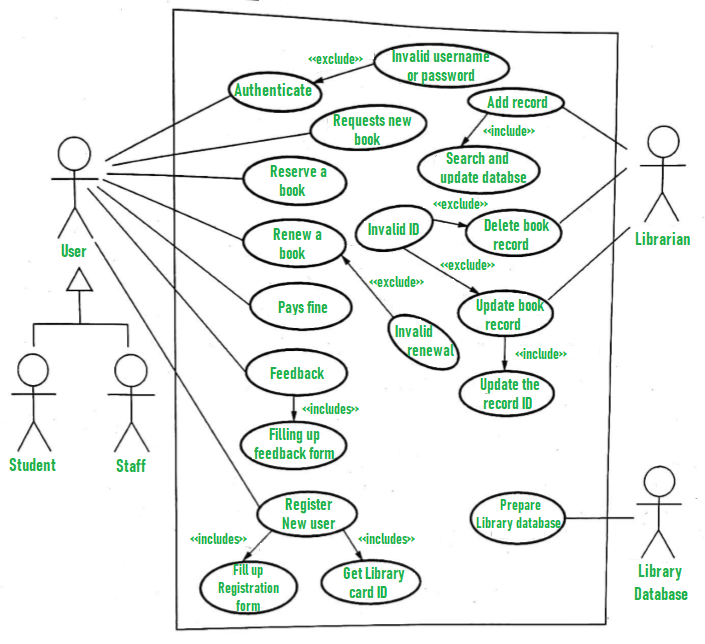 <<exclude>>
Invalid username
or password
Authenticate
Add record
Requests new
book
<<include>>
Search and
update databse
Reserve a
book
<<exclude>>
Invalid ID
Delete book
record
Renew a
book
User
Librarian
<<exclude>>
<<exclude>>
Pays fine
Update book
record
Invalid
renewal
<<include>>
Feedback
Update the
record ID
<<includes>>
Filling up
feedback form
Student
Staff
Register
New user
Prepare
Library database
<<includes>>
<<includes>>
Fill up
Registration
form
Get Library
card ID
Library
Database